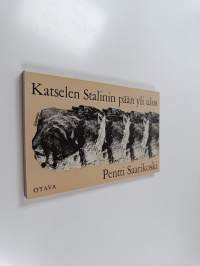 Katselen Stalinin pään yli ulos
Pentti Saarikoski
OTAVA